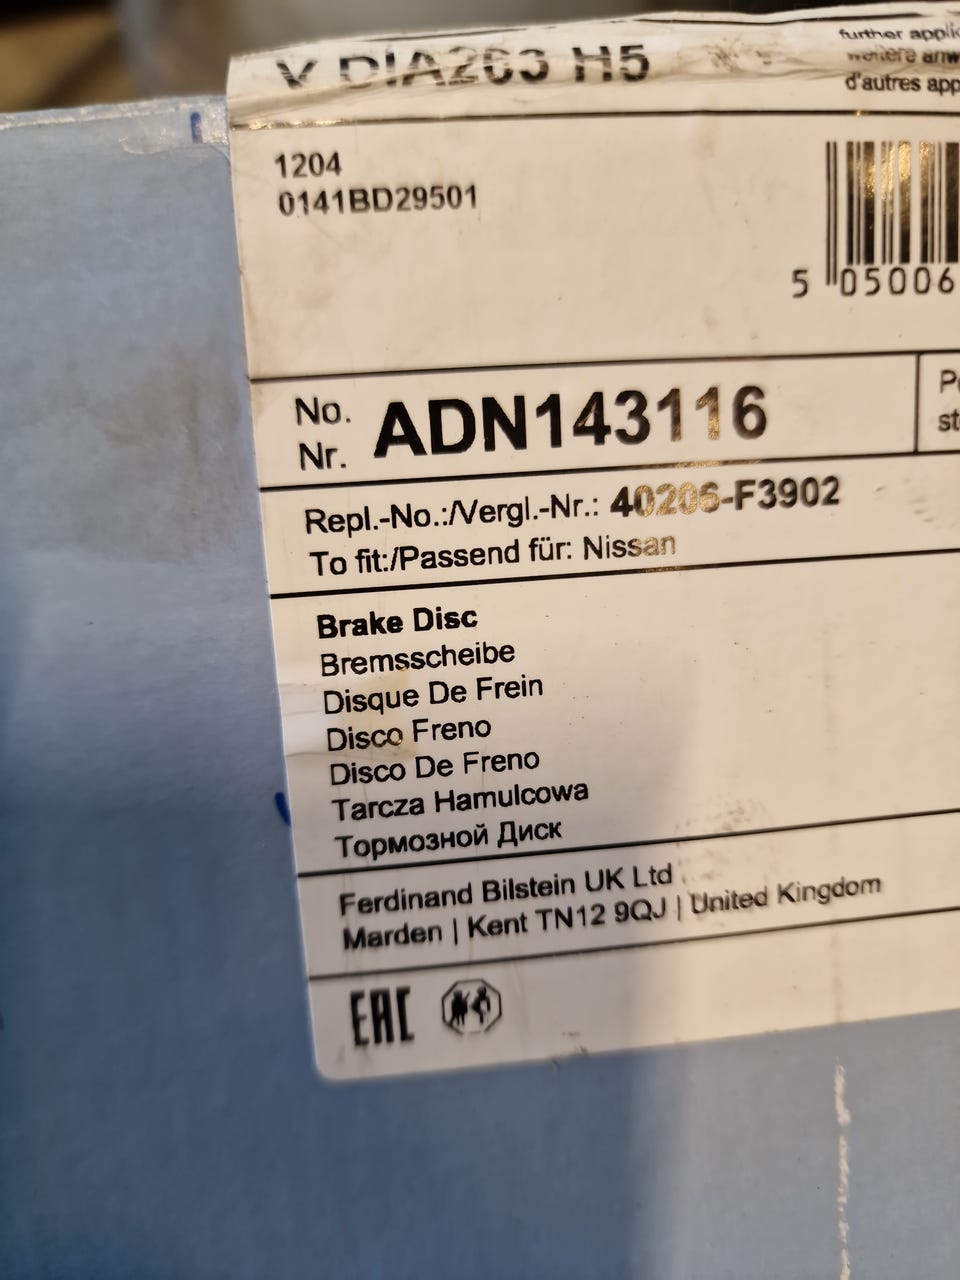 V DIA263 H5
further applic
weitere anw
d'autres app
1204
0141BD29501
5 05006
No.
Nr. ADN143116
Repl.-No.:/Vergl.-Nr.: 40206-F3902
To fit:/Passend für: Nissan
Brake Disc
Bremsscheibe
Disque De Frein
Disco Freno
Disco De Freno
Tarcza Hamulcowa
Тормозной Диск
Ferdinand Bilstein UK Ltd
Marden | Kent TN12 9QJ | United Kingdom
EAC